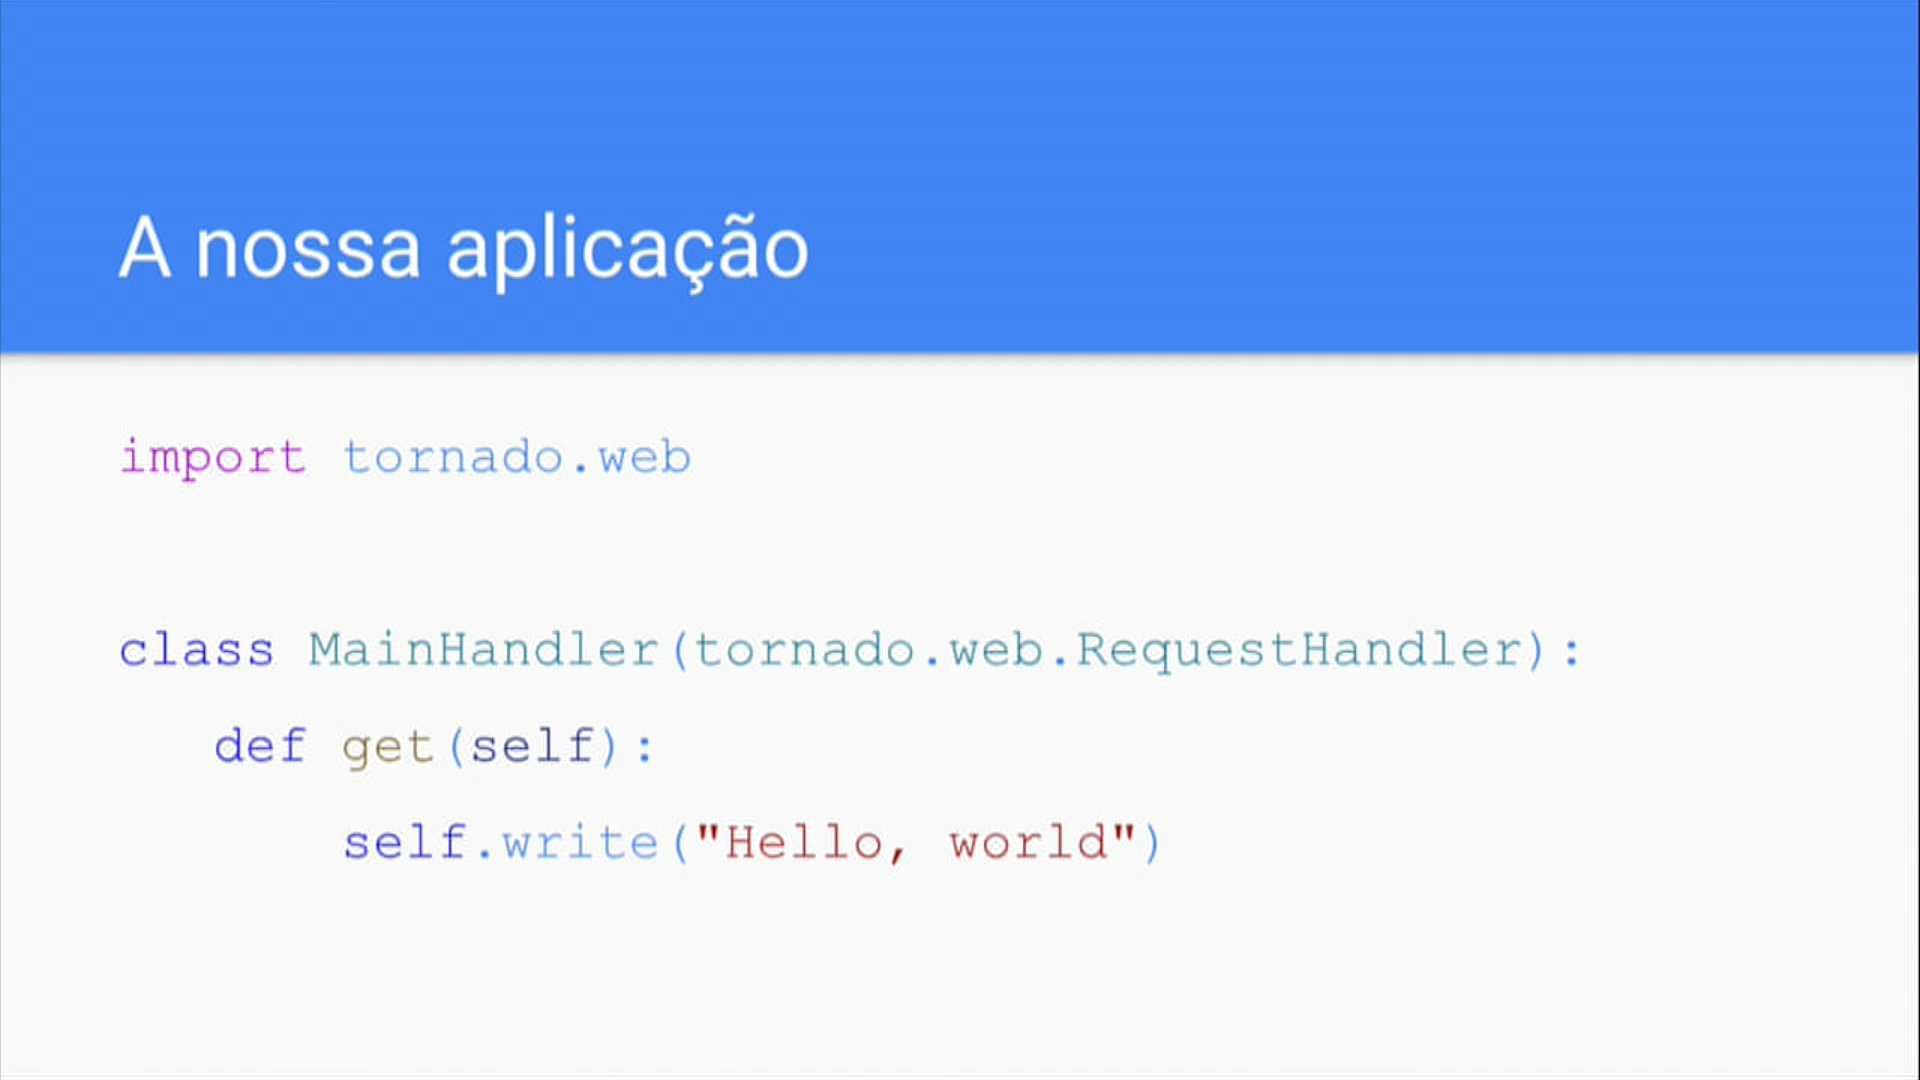 A nossa aplicação
import tornado.web
class MainHandler(tornado.web.RequestHandler):
def get(self):
self.write("Hello, world")